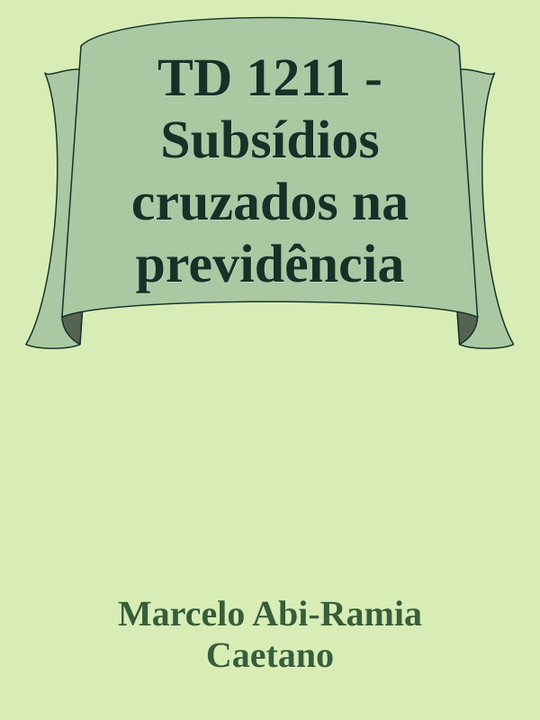 TD 1211 -
Subsídios
cruzados na
previdência
Marcelo Abi-Ramia
Caetano